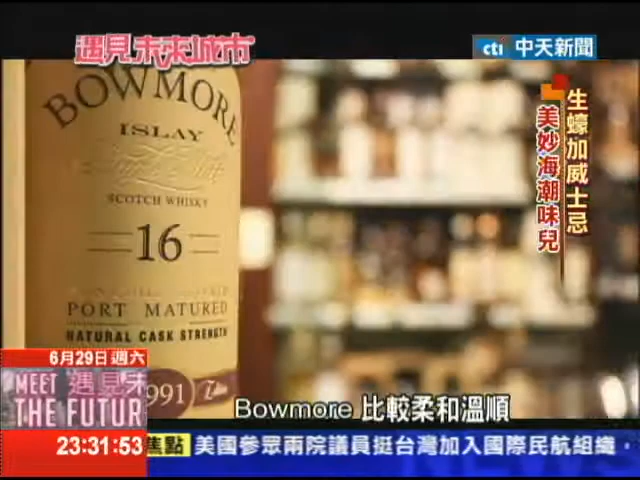 遇見未來城市
cti 中天新聞
生蠔加威士忌
美妙海潮味兒
BOWMORE
ISLAY
SCOTCH WHISKY
16
PORT MATURED
NATURAL CASK STRENGTH
991
Bowmore 比較柔和溫順
6月29日週六
MEET
THE FUTUR
遇見未
23:31:53
焦點 美國參眾兩院議員挺台灣加入國際民航組織